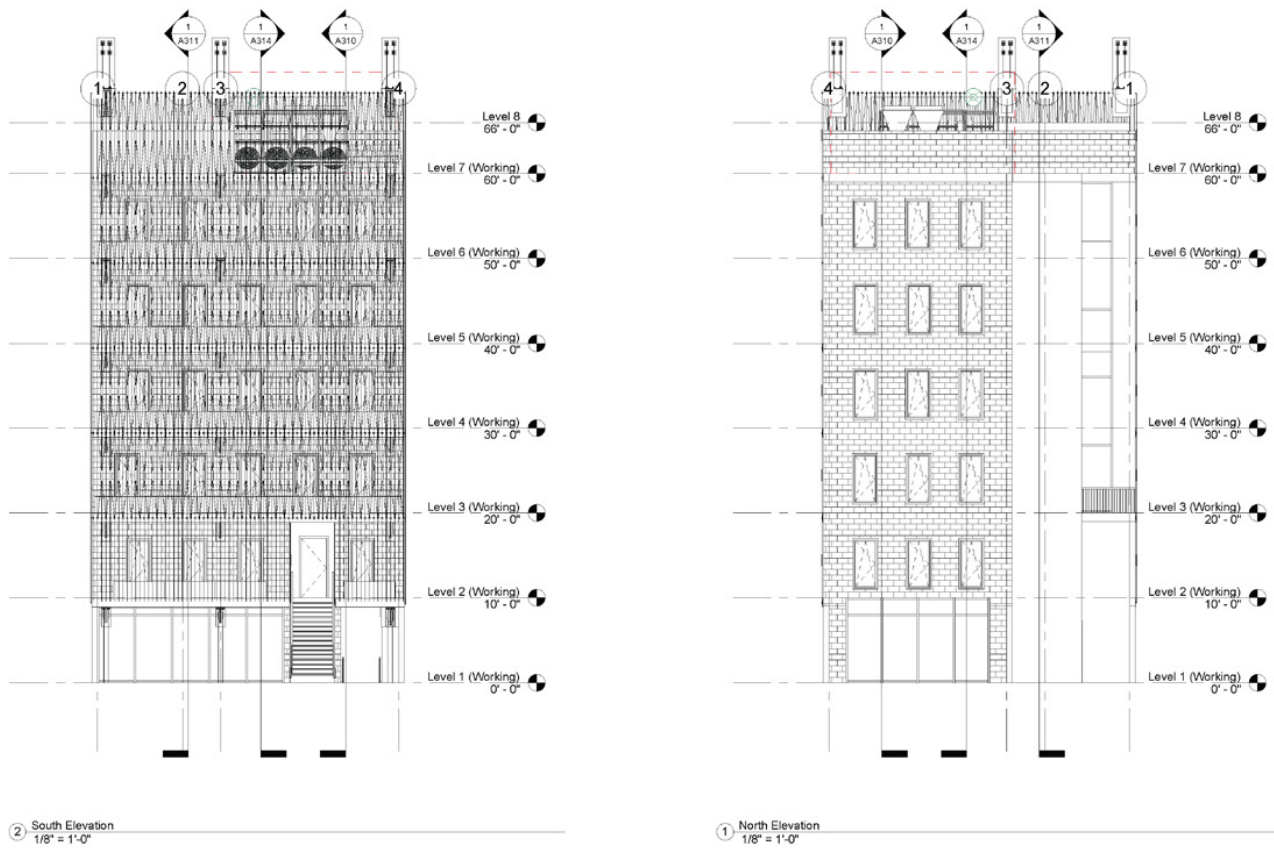 1
A311
1
A314
1
A310
1
2
3
4
Level 8
66' - 0"
Level 7 (Working)
60' - 0"
Level 6 (Working)
50' - 0"
Level 5 (Working)
40' - 0"
Level 4 (Working)
30' - 0"
Level 3 (Working)
20' - 0"
Level 2 (Working)
10' - 0"
Level 1 (Working)
0' - 0"
2
South Elevation
1/8" = 1'-0"
1
A310
1
A314
1
A311
4
3
2
1
Level 8
66' - 0"
Level 7 (Working)
60' - 0"
Level 6 (Working)
50' - 0"
Level 5 (Working)
40' - 0"
Level 4 (Working)
30' - 0"
Level 3 (Working)
20' - 0"
Level 2 (Working)
10' - 0"
Level 1 (Working)
0' - 0"
1
North Elevation
1/8" = 1'-0"